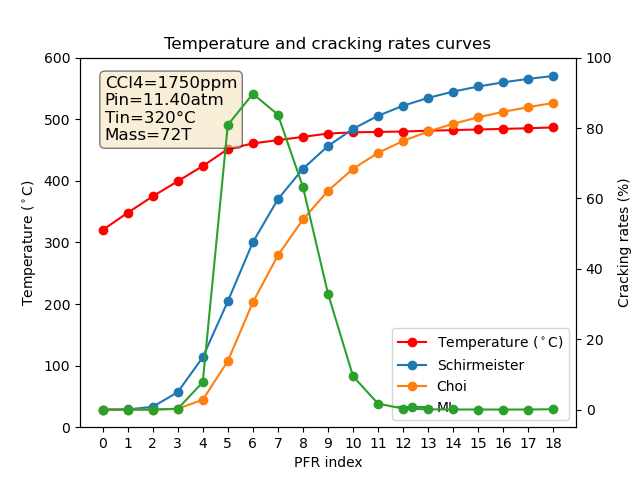 Temperature and cracking rates curves
CCl4=1750ppm
Pin=11.40atm
Tin=320°C
Mass=72T
Temperature (°C)
600
500
400
300
200
100
0
100
80
60
40
20
0
Cracking rates (%)
Temperature (°C)
Schirmeister
Choi
ML
0 1 2 3 4 5 6 7 8 9 10 11 12 13 14 15 16 17 18
PFR index